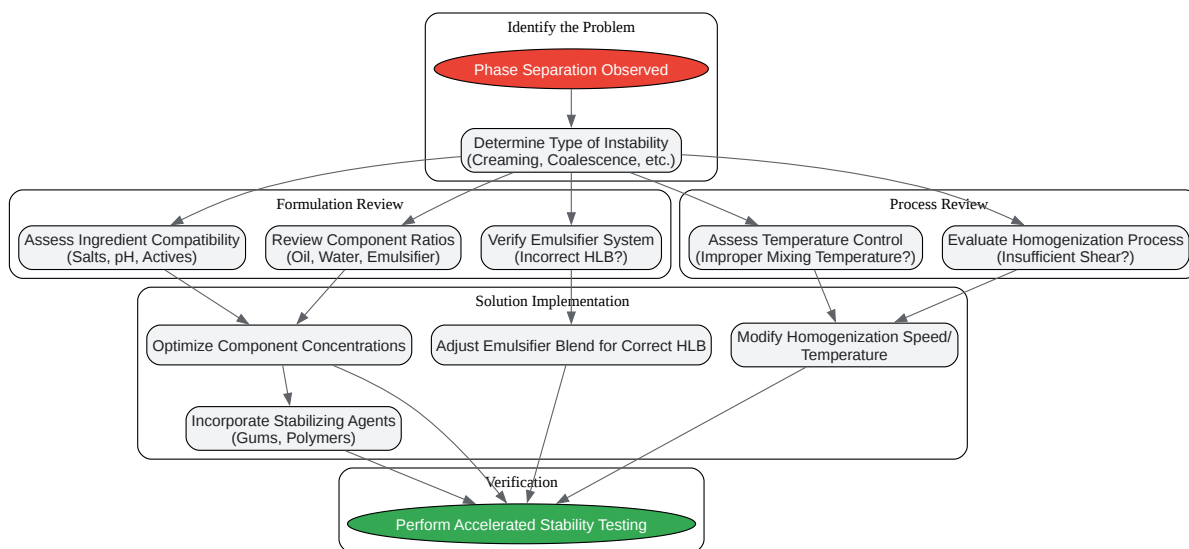 Identify the Problem
Phase Separation Observed
Determine Type of Instability
(Creaming, Coalescence, etc.)
Formulation Review
Process Review
Assess Ingredient Compatibility
(Salts, pH, Actives)
Review Component Ratios
(Oil, Water, Emulsifier)
Verify Emulsifier System
(Incorrect HLB?)
Assess Temperature Control
(Improper Mixing Temperature?)
Evaluate Homogenization Process
(Insufficient Shear?)
Solution Implementation
Optimize Component Concentrations
Adjust Emulsifier Blend for Correct HLB
Modify Homogenization Speed/
Temperature
Incorporate Stabilizing Agents
(Gums, Polymers)
Verification
Perform Accelerated Stability Testing